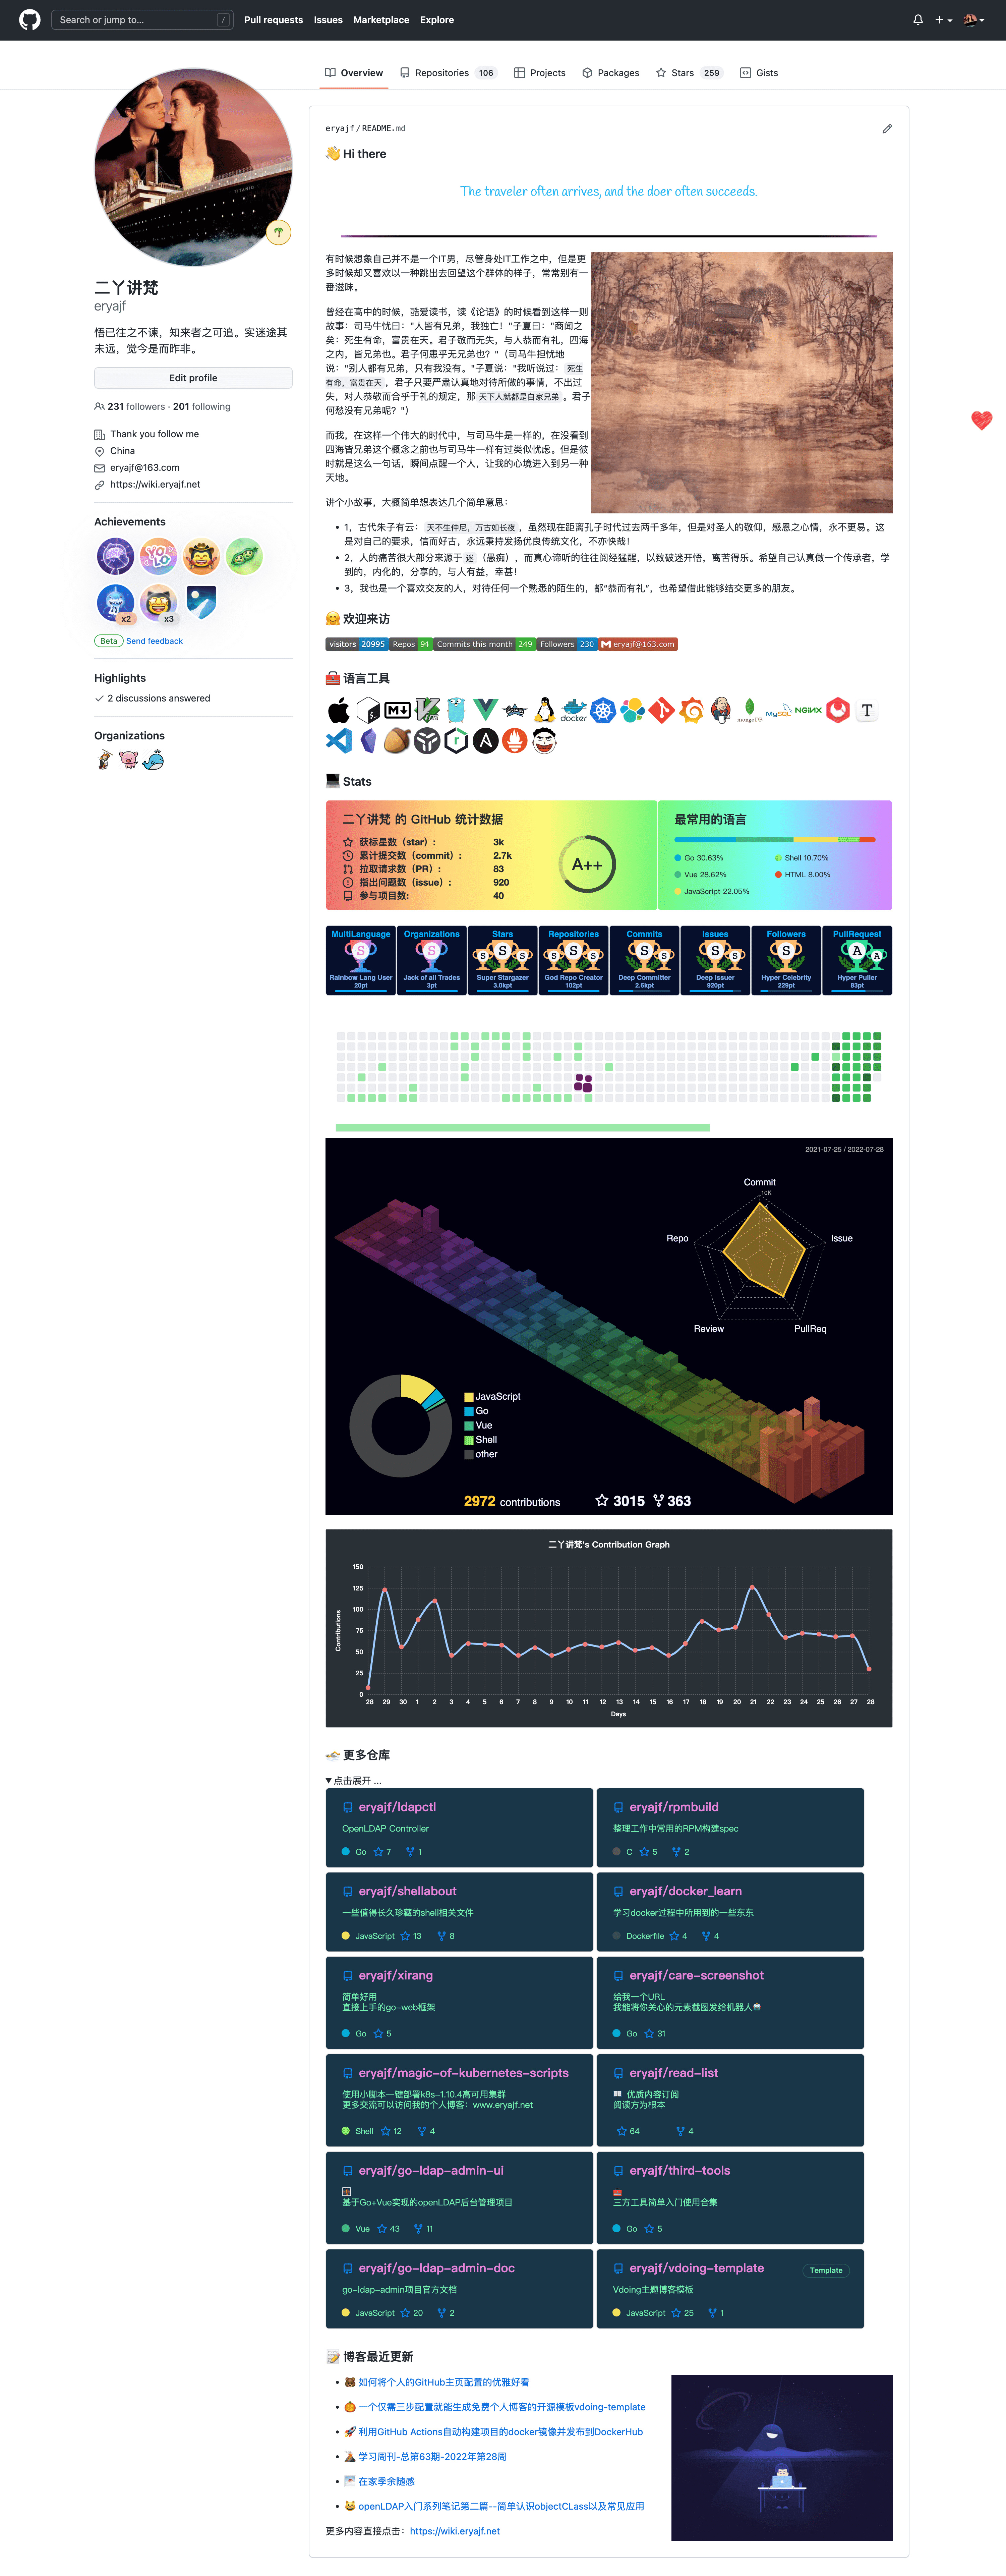 Search or jump to...
/
Pull requests
Issues
Marketplace
Explore
Overview
Repositories 106
Projects
Packages
Stars 259
Gists
TITANIC
二丫讲梵
eryajf
悟已往之不谏，知来者之可追。实迷途其
未远，觉今是而昨非。
Edit profile
231 followers · 201 following
Thank you follow me
China
eryajf@163.com
https://wiki.eryajf.net
Achievements
x2
x3
Beta Send feedback
Highlights
2 discussions answered
Organizations
eryajf / README.md
👋 Hi there
The traveler often arrives, and the doer often succeeds.
有时候想象自己并不是一个IT男，尽管身处IT工作之中，但是更
多时候却又喜欢以一种跳出去回望这个群体的样子，常常别有一
番滋味。
曾经在高中的时候，酷爱读书，读《论语》的时候看到这样一则
故事：司马牛忧曰："人皆有兄弟，我独亡！"子夏曰："商闻之
矣：死生有命，富贵在天。君子敬而无失，与人恭而有礼，四海
之内，皆兄弟也。君子何患乎无兄弟也？"（司马牛担忧地
说："别人都有兄弟，只有我没有。"子夏说："我听说过：死生
有命，富贵在天，君子只要严肃认真地对待所做的事情，不出过
失，对人恭敬而合乎于礼的规定，那 天下人就都是自家兄弟。君子
何愁没有兄弟呢？"）
而我，在这样一个伟大的时代中，与司马牛是一样的，在没看到
四海皆兄弟这个概念之前也与司马牛一样有过类似忧虑。但是彼
时就是这么一句话，瞬间点醒一个人，让我的心境进入到另一种
天地。
讲个小故事，大概简单想表达几个简单意思：
1，古代朱子有云：天不生仲尼，万古如长夜，虽然现在距离孔子时代过去两千多年，但是对圣人的敬仰，感恩之心情，永不更易。这
是对自己的要求，信而好古，永远秉持发扬优良传统文化，不亦快哉！
2，人的痛苦很大部分来源于 迷（愚痴），而真心谛听的往往阅经猛醒，以致破迷开悟，离苦得乐。希望自己认真做一个传承者，学
到的，内化的，分享的，与人有益，幸甚！
3，我也是一个喜欢交友的人，对待任何一个熟悉的陌生的，都"恭而有礼"，也希望借此能够结交更多的朋友。
🤗 欢迎来访
visitors 20995 Repos 94 Commits this month 249 Followers 230 eryajf@163.com
🧰 语言工具
docker
mongoDB
MySQL
NGINX
T
💻 Stats
二丫讲梵 的 GitHub 统计数据
获标星数（star）： 3k
累计提交数（commit）： 2.7k
拉取请求数（PR）： 83
指出问题数（issue）： 920
参与项目数: 40
A++
最常用的语言
Go 30.63%
Shell 10.70%
Vue 28.62%
HTML 8.00%
JavaScript 22.05%
MultiLanguage
S
Rainbow Lang User
20pt
Organizations
S
Jack of all Trades
3pt
Stars
S S S
Super Stargazer
3.0kpt
Repositories
S S S
God Repo Creator
102pt
Commits
S
Deep Committer
2.6kpt
Issues
S
Deep Issuer
920pt
Followers
S
Hyper Celebrity
229pt
PullRequest
A A
Hyper Puller
83pt
2021-07-25 / 2022-07-28
Commit
10K
100
10
1
Repo
Issue
Review
PullReq
JavaScript
Go
Vue
Shell
other
2972 contributions
3015
363
二丫讲梵's Contribution Graph
Contributions
150
125
100
75
50
25
0
28 29 30 1 2 3 4 5 6 7 8 9 10 11 12 13 14 15 16 17 18 19 20 21 22 23 24 25 26 27 28
Days
更多仓库
▼ 点击展开 ...
eryajf/ldapctl
OpenLDAP Controller
Go 7 1
eryajf/rpmbuild
整理工作中常用的RPM构建spec
C 5 2
eryajf/shellabout
一些值得长久珍藏的shell相关文件
JavaScript 13 8
eryajf/docker_learn
学习docker过程中所用到的一些东东
Dockerfile 4 4
eryajf/xirang
简单好用
直接上手的go-web框架
Go 5
eryajf/care-screenshot
给我一个URL
我能将你关心的元素截图发给机器人🤖
Go 31
eryajf/magic-of-kubernetes-scripts
使用小脚本一键部署k8s-1.10.4高可用集群
更多交流可以访问我的个人博客：www.eryajf.net
Shell 12 4
eryajf/read-list
📖 优质内容订阅
阅读方为根本
64 4
eryajf/go-ldap-admin-ui
基于Go+Vue实现的openLDAP后台管理项目
Vue 43 11
eryajf/third-tools
三方工具简单入门使用合集
Go 5
eryajf/go-ldap-admin-doc
go-ldap-admin项目官方文档
JavaScript 20 2
eryajf/vdoing-template
Template
Vdoing主题博客模板
JavaScript 25 1
📝 博客最近更新
🐻 如何将个人的GitHub主页配置的优雅好看
🎃 一个仅需三步配置就能生成免费个人博客的开源模板vdoing-template
🚀 利用GitHub Actions自动构建项目的docker镜像并发布到DockerHub
学习周刊-总第63期-2022年第28周
在家季余随感
openLDAP入门系列笔记第二篇--简单认识objectCLass以及常见应用
更多内容直接点击：https://wiki.eryajf.net